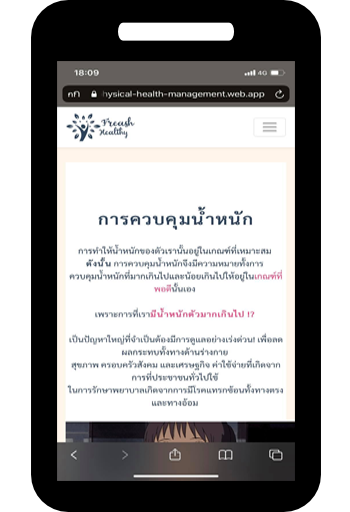 18:09
4G
กก hysical-health-management.web.app
Freash
Healthy
การควบคุมน้ำหนัก
การทำให้น้ำหนักของตัวเรานั้นอยู่ในเกณฑ์ที่เหมาะสม
ดังนั้น การควบคุมน้ำหนักจึงมีความหมายทั้งการ
ควบคุมน้ำหนักที่มากเกินไปและน้อยเกินไปให้อยู่ในเกณฑ์ที่
พอดีนั้นเอง
เพราะการที่เรามีน้ำหนักตัวมากเกินไป !?
เป็นปัญหาใหญ่ที่จำเป็นต้องมีการดูแลอย่างเร่งด่วน! เพื่อลด
ผลกระทบทั้งทางด้านร่างกาย
สุขภาพ ครอบครัวสังคม และเศรษฐกิจ ค่าใช้จ่ายที่เกิดจาก
การที่ประชาชนทั่วไปใช้
ในการรักษาพยาบาลเกิดจากการมีโรคแทรกซ้อนทั้งทางตรง
และทางอ้อม